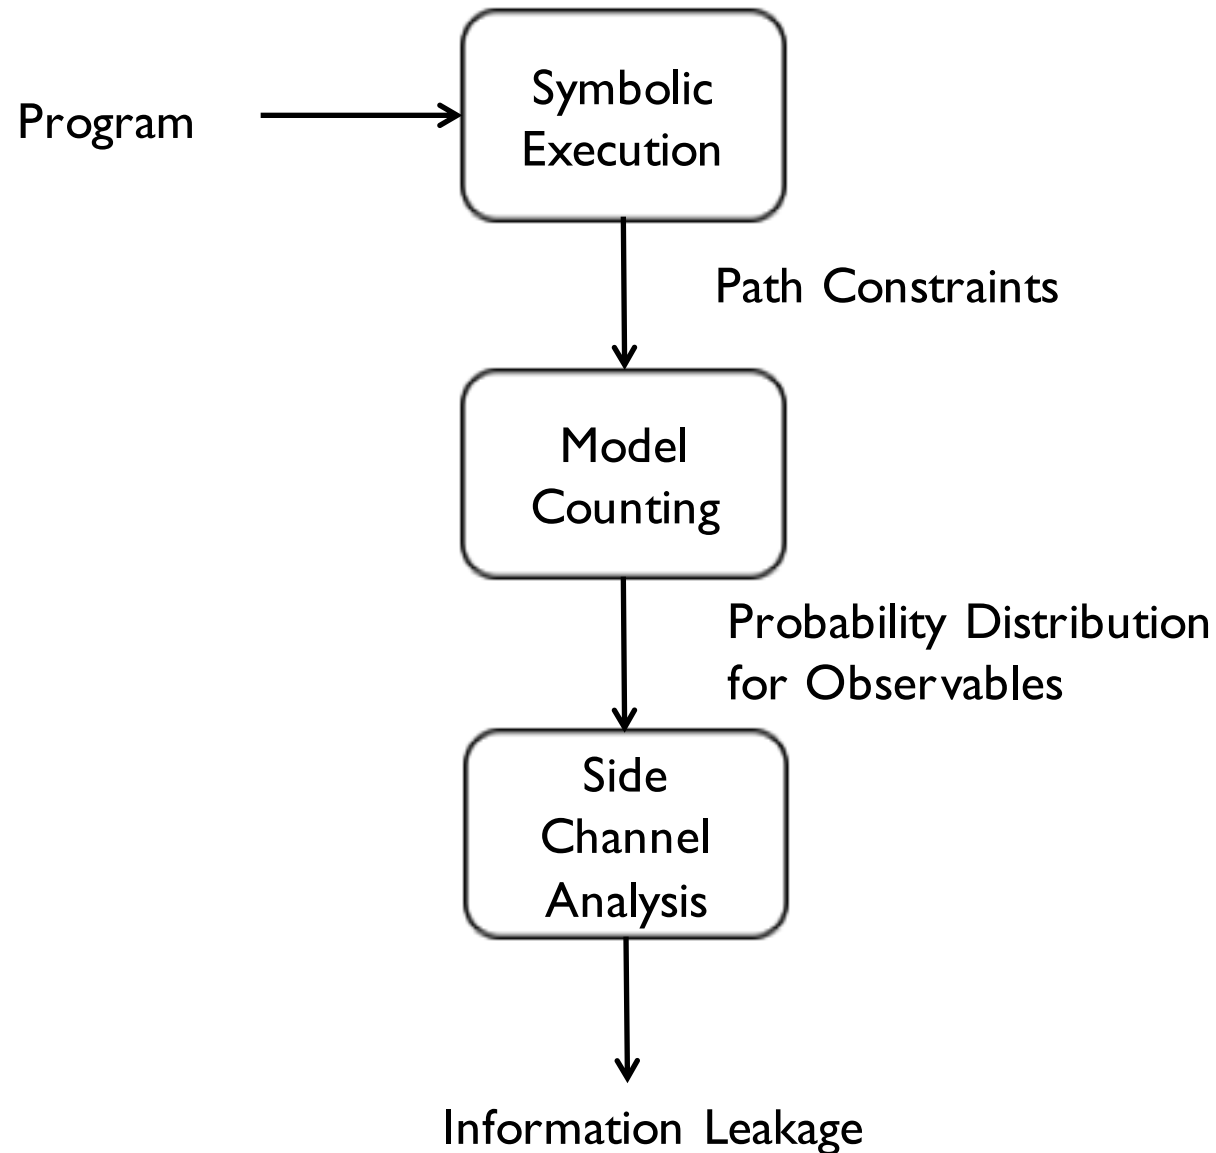 Program
Symbolic
Execution
Path Constraints
Model
Counting
Probability Distribution
for Observables
Side
Channel
Analysis
Information Leakage